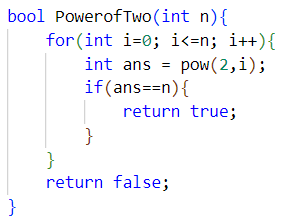 bool PowerofTwo(int n){
    for(int i=0; i<=n; i++){
        int ans = pow(2,i);
        if(ans==n){
            return true;
        }
    }
    return false;
}